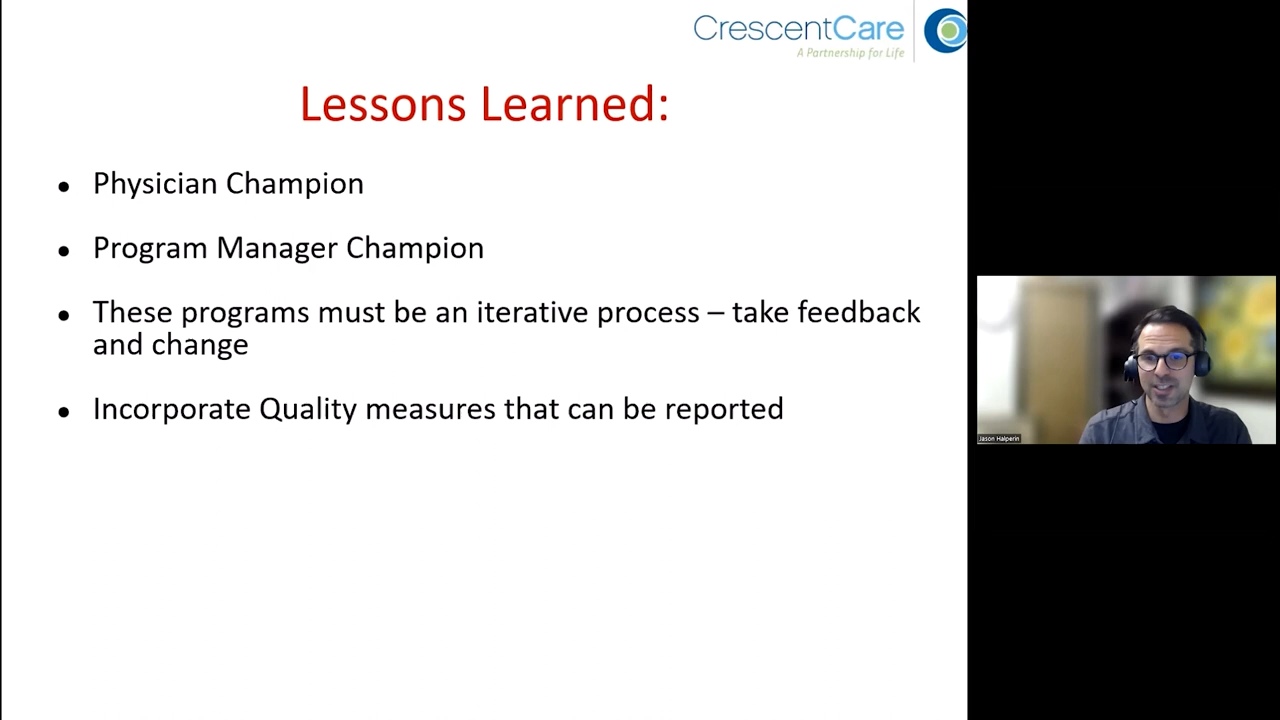 CrescentCare
A Partnership for Life
Lessons Learned:
• Physician Champion
• Program Manager Champion
• These programs must be an iterative process – take feedback
and change
• Incorporate Quality measures that can be reported
Jason Halperin